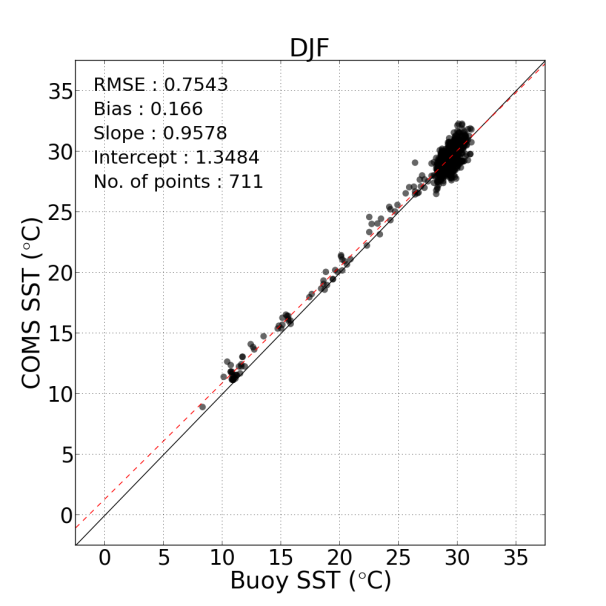 DJF
RMSE : 0.7543
Bias : 0.166
Slope : 0.9578
Intercept : 1.3484
No. of points : 711
COMS SST (°C)
35
30
25
20
15
10
5
0
0 5 10 15 20 25 30 35
Buoy SST (°C)